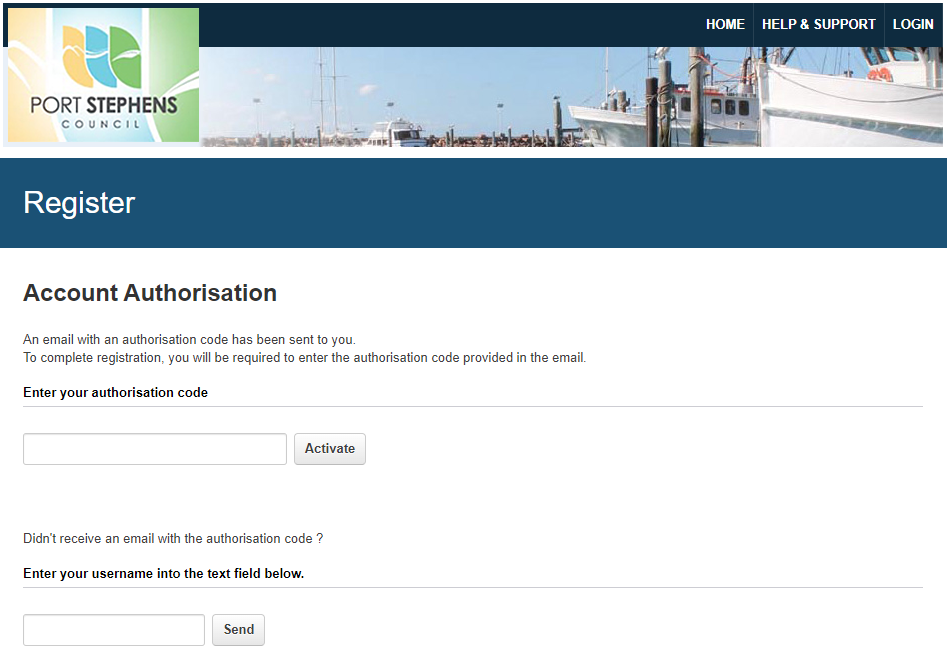 HOME
HELP & SUPPORT
LOGIN
PORT STEPHENS
COUNCIL
Register
Account Authorisation
An email with an authorisation code has been sent to you.
To complete registration, you will be required to enter the authorisation code provided in the email.
Enter your authorisation code
Activate
Didn't receive an email with the authorisation code ?
Enter your username into the text field below.
Send